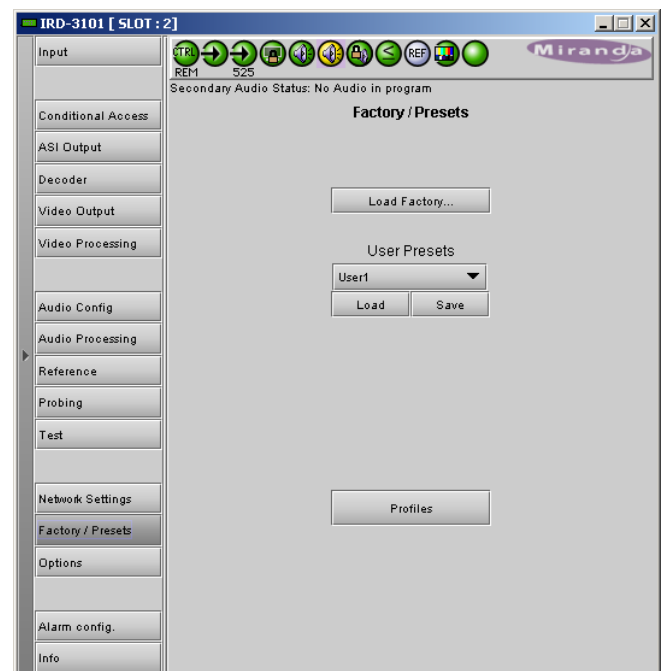 IRD-3101 [ SLOT : 2]
Input
Conditional Access
ASI Output
Decoder
Video Output
Video Processing
Audio Config
Audio Processing
Reference
Probing
Test
Network Settings
Factory / Presets
Options
Alarm config.
Info
CTRL
REF
Miranda
REM 525
Secondary Audio Status: No Audio in program
Factory / Presets
Load Factory...
User Presets
User1
Load Save
Profiles